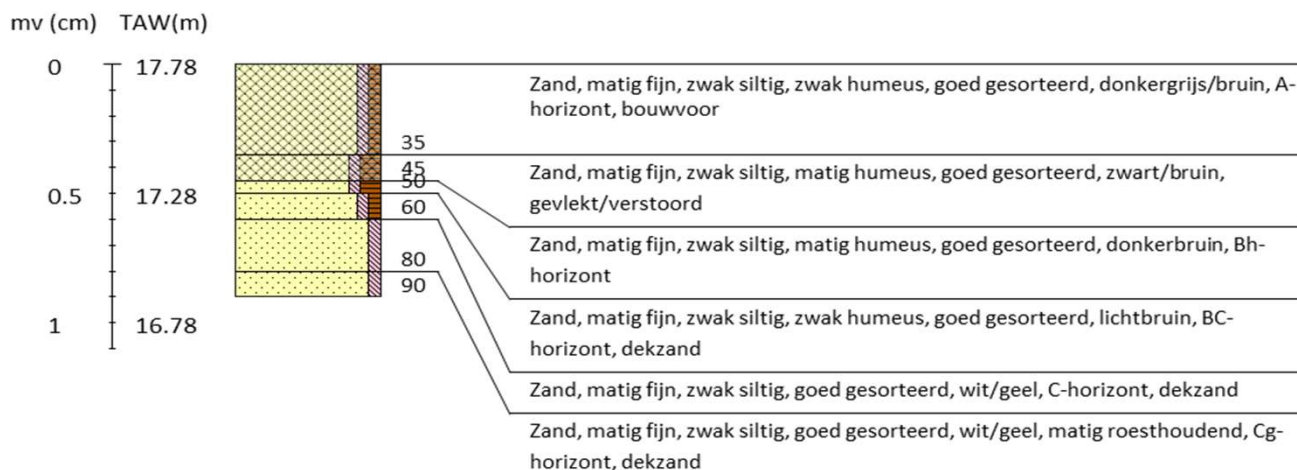 mv (cm) TAW(m)
0 17.78
Zand, matig fijn, zwak siltig, zwak humeus, goed gesorteerd, donkergrijs/bruin, A-
horizont, bouwvoor
35
45
Zand, matig fijn, zwak siltig, matig humeus, goed gesorteerd, zwart/bruin,
gevlekt/verstoord
50
0.5 17.28
60
Zand, matig fijn, zwak siltig, matig humeus, goed gesorteerd, donkerbruin, Bh-
horizont
80
90
Zand, matig fijn, zwak siltig, zwak humeus, goed gesorteerd, lichtbruin, BC-
horizont, dekzand
1 16.78
Zand, matig fijn, zwak siltig, goed gesorteerd, wit/geel, C-horizont, dekzand
Zand, matig fijn, zwak siltig, goed gesorteerd, wit/geel, matig roesthoudend, Cg-
horizont, dekzand